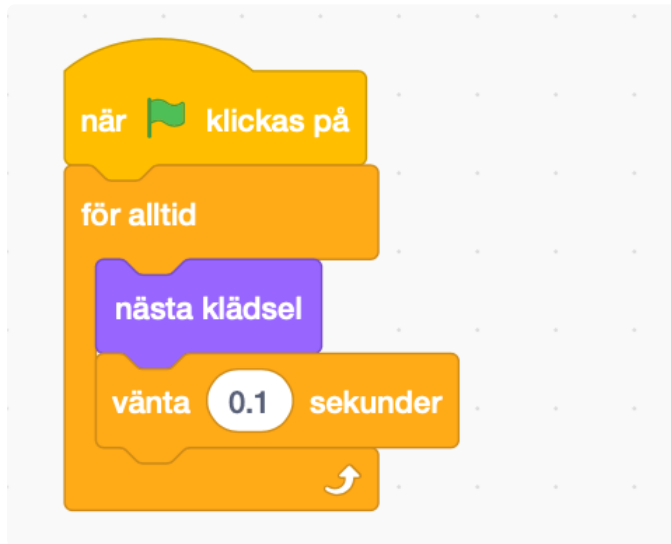 när klickas på
för alltid
nästa klädsel
vänta 0.1 sekunder